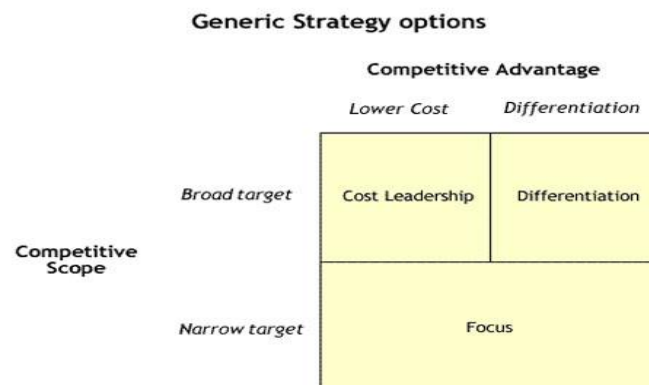 Generic Strategy options
Competitive Advantage
Lower Cost Differentiation
Broad target Cost Leadership Differentiation
Competitive
Scope
Narrow target Focus